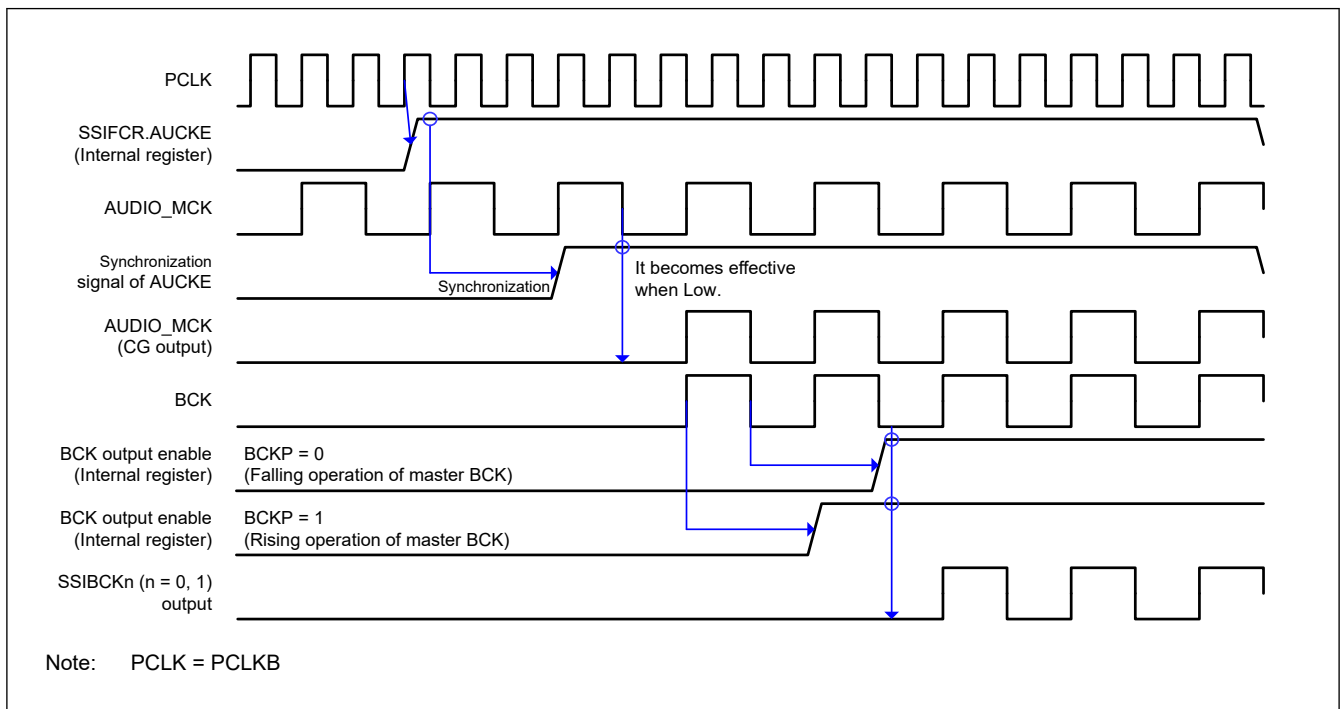 PCLK
SSIFCR.AUCKE
(Internal register)
AUDIO_MCK
Synchronization
signal of AUCKE
Synchronization
It becomes effective
when Low.
AUDIO_MCK
(CG output)
BCK
BCK output enable
(Internal register)
BCKP = 0
(Falling operation of master BCK)
BCK output enable
(Internal register)
BCKP = 1
(Rising operation of master BCK)
SSIBCKn (n = 0, 1)
output
Note: PCLK = PCLKB